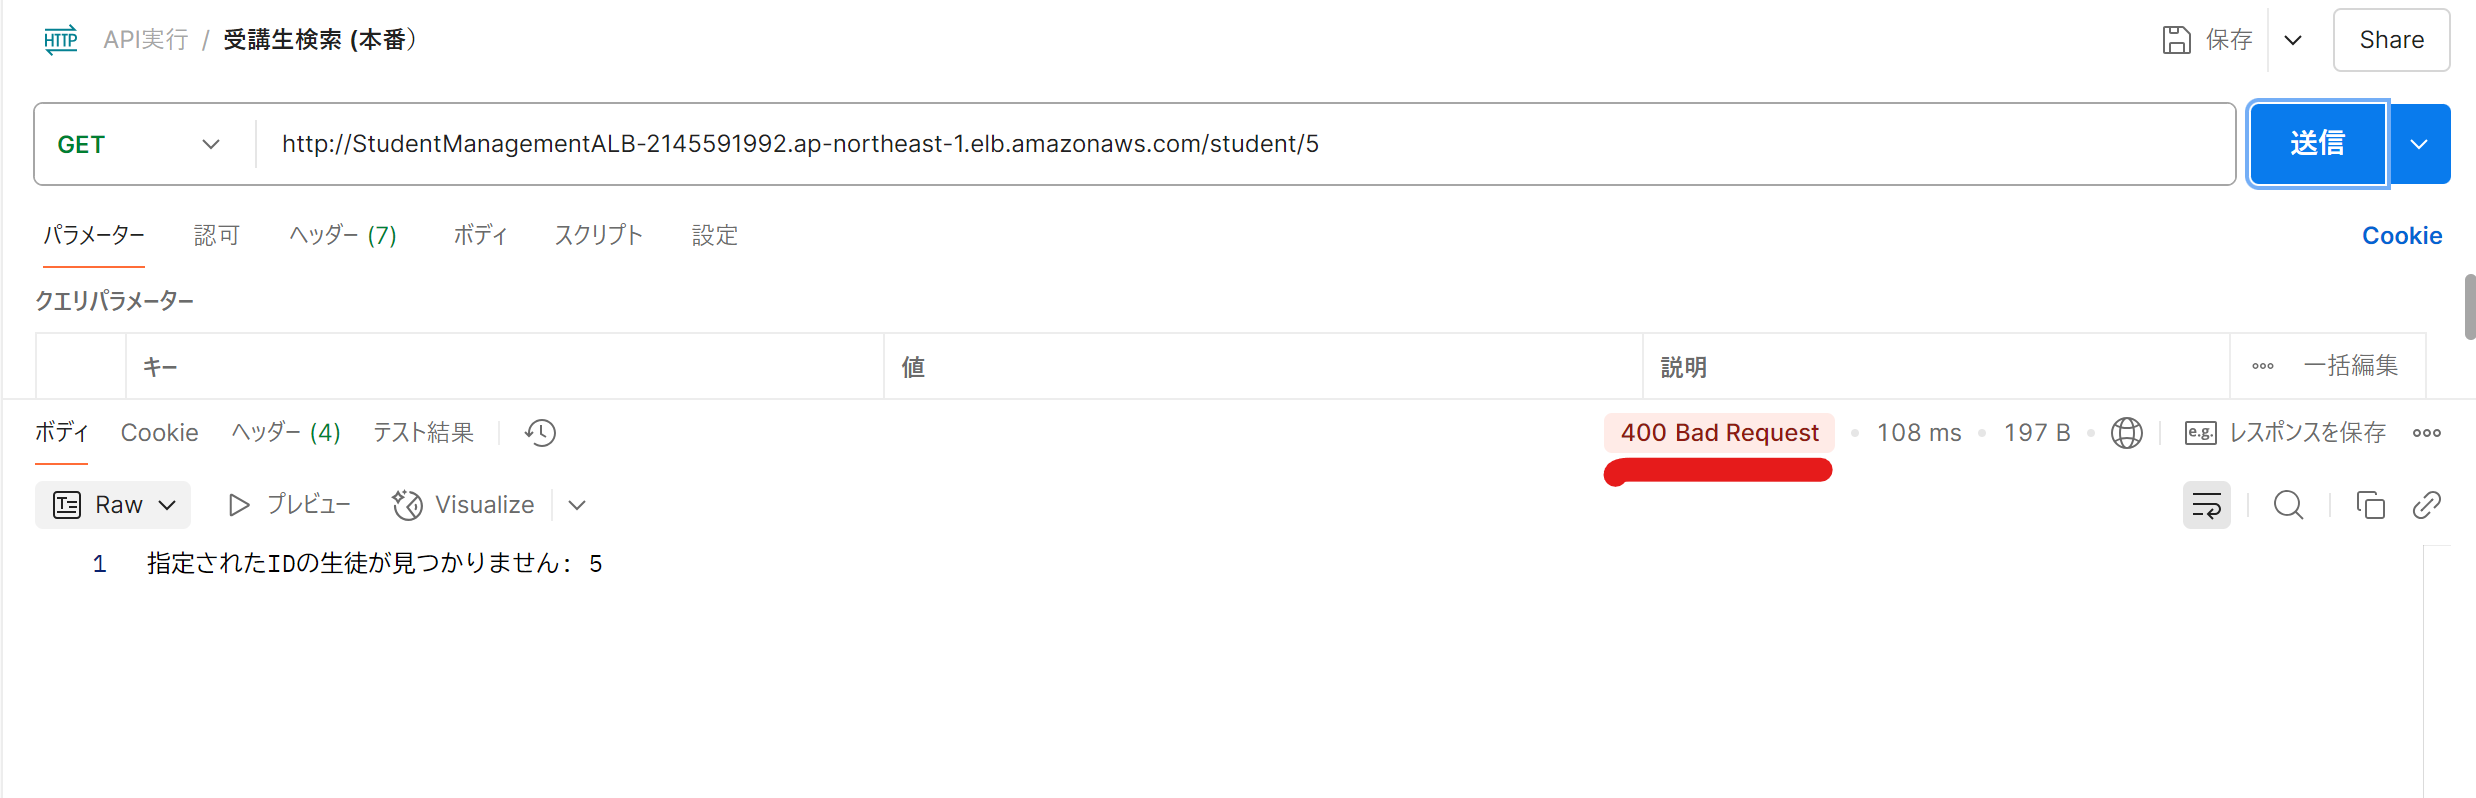 HTTP API実行 / 受講生検索 (本番)
保存 Share
GET http://StudentManagementALB-2145591992.ap-northeast-1.elb.amazonaws.com/student/5 送信
パラメーター 認可 ヘッダー (7) ボディ スクリプト 設定 Cookie
クエリパラメーター
キー 値 説明 一括編集
ボディ Cookie ヘッダー (4) テスト結果 400 Bad Request 108 ms 197 B e.g. レスポンスを保存
Raw プレビュー Visualize
1 指定されたIDの生徒が見つかりません: 5